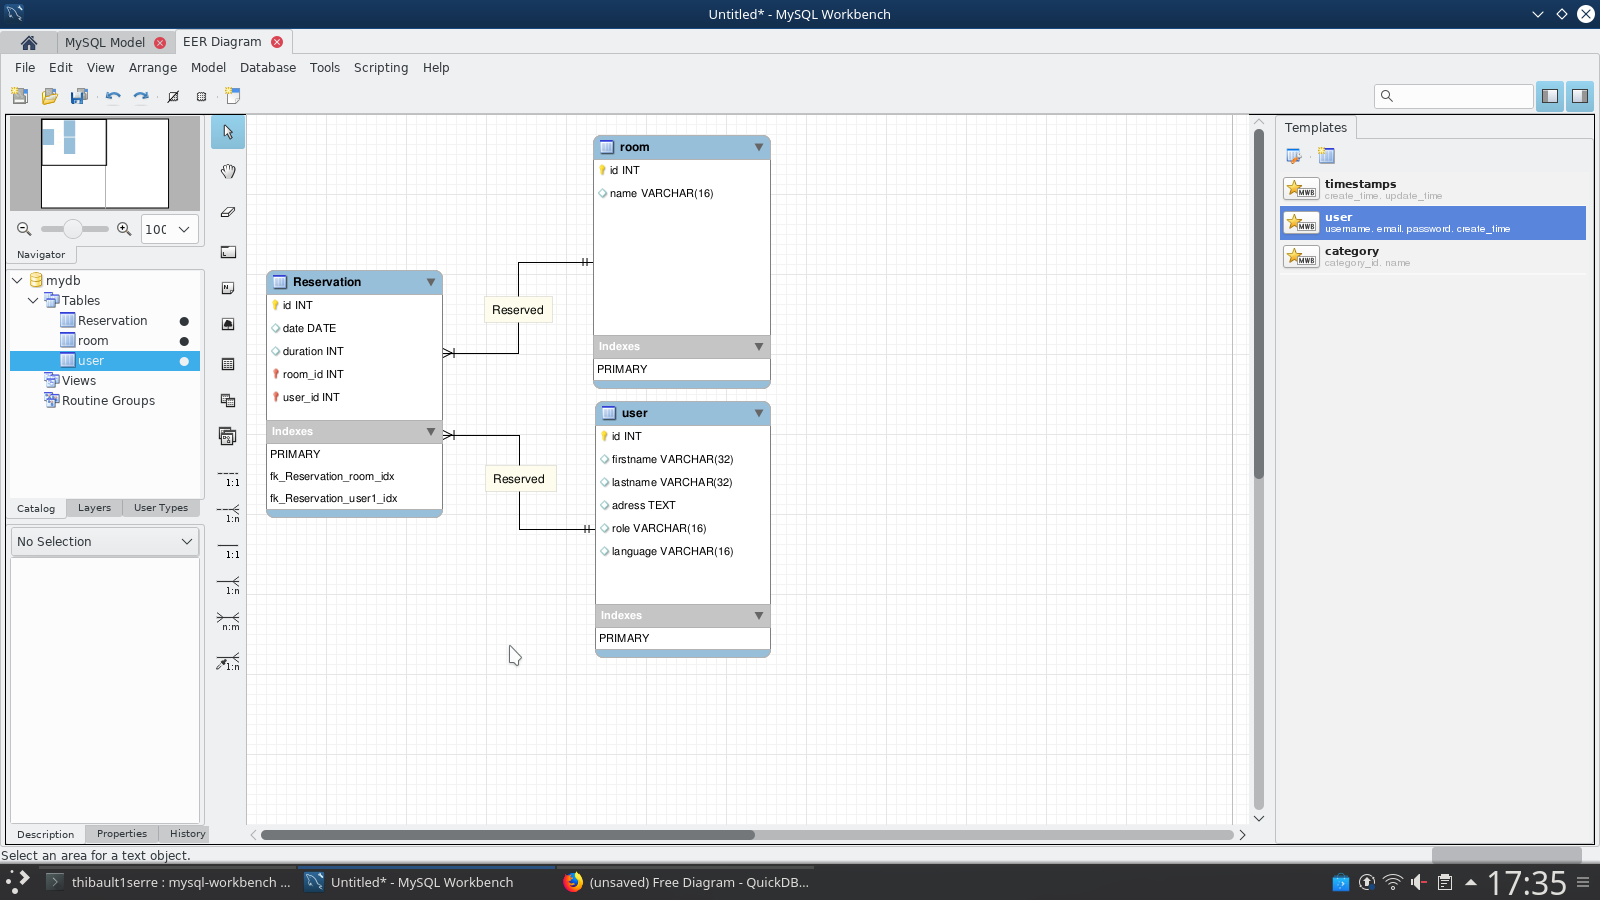 Untitled* - MySQL Workbench
MySQL Model
EER Diagram
File Edit View Arrange Model Database Tools Scripting Help
100
Navigator
mydb
Tables
Reservation
room
user
Views
Routine Groups
Catalog Layers User Types
No Selection
Description Properties History
1:1
1:n
1:1
1:n
n:m
1:n
Reservation
id INT
date DATE
duration INT
room_id INT
user_id INT
Indexes
PRIMARY
fk_Reservation_room_idx
fk_Reservation_user1_idx
Reserved
Reserved
room
id INT
name VARCHAR(16)
Indexes
PRIMARY
user
id INT
firstname VARCHAR(32)
lastname VARCHAR(32)
adress TEXT
role VARCHAR(16)
language VARCHAR(16)
Indexes
PRIMARY
Templates
MWB
timestamps
create_time, update_time
MWB
user
username, email, password, create_time
MWB
category
category_id, name
Select an area for a text object.
thibault1serre : mysql-workbench ...
Untitled* - MySQL Workbench
(unsaved) Free Diagram - QuickDB...
17:35